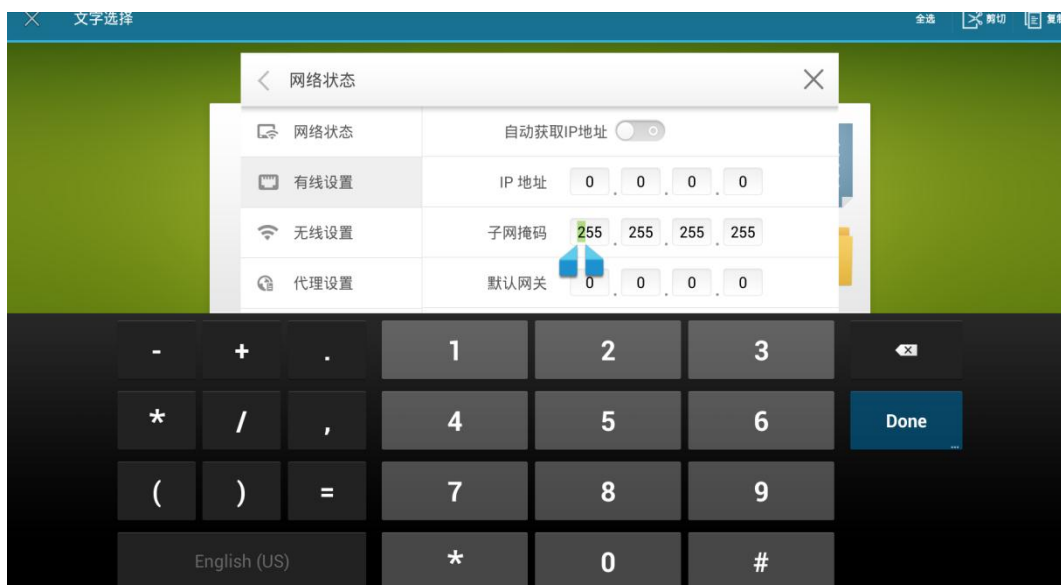 文字选择 全选 剪切 复制
网络状态
网络状态 自动获取IP地址
有线设置 IP 地址 0 . 0 . 0 . 0
无线设置 子网掩码 255 . 255 . 255 . 255
代理设置 默认网关 0 . 0 . 0 . 0
- + . 1 2 3
* / , 4 5 6 Done ...
( ) = 7 8 9
English (US) * 0 #